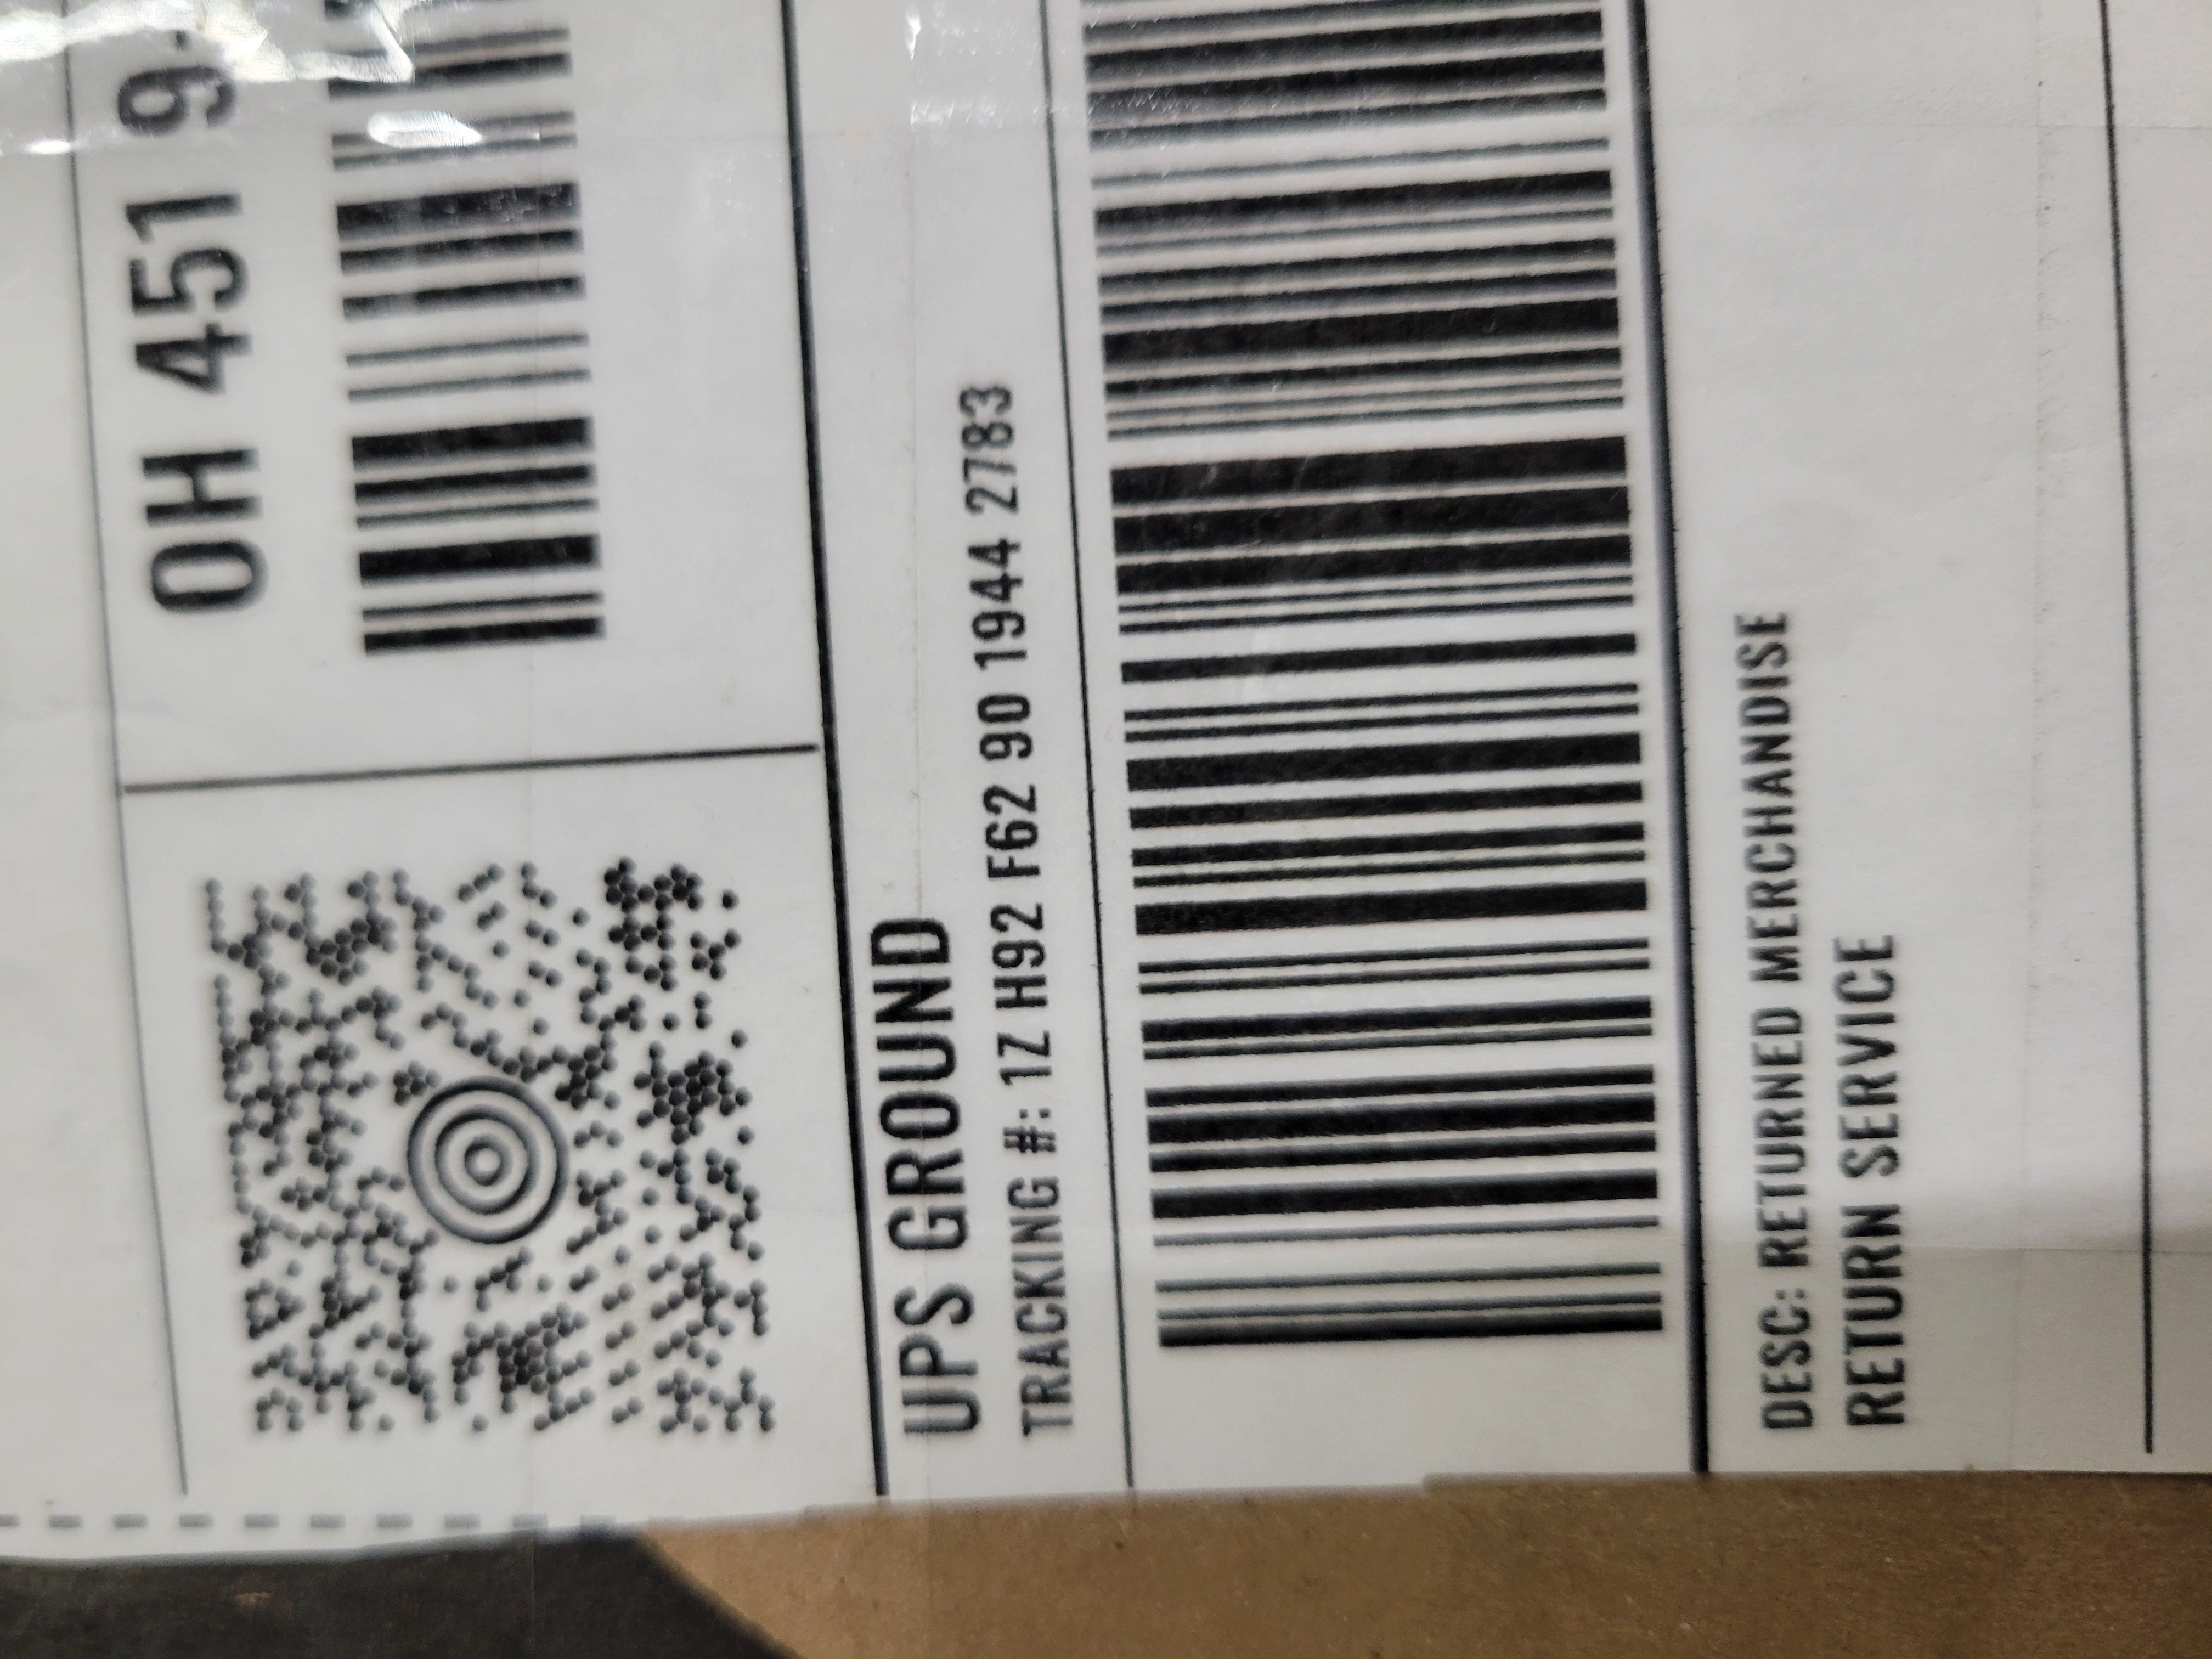 OH 451 9-
UPS GROUND
TRACKING #: 1Z H92 F62 90 1944 2783
DESC: RETURNED MERCHANDISE
RETURN SERVICE